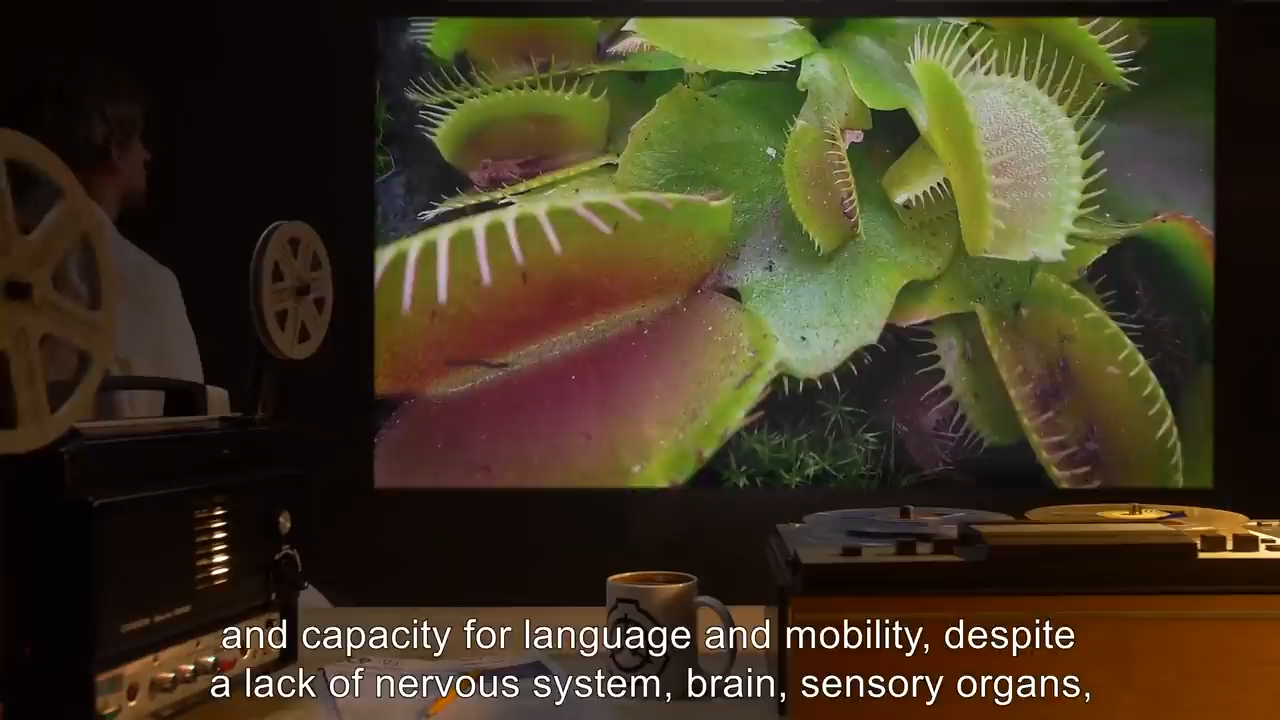 and capacity for language and mobility, despite
a lack of nervous system, brain, sensory organs,